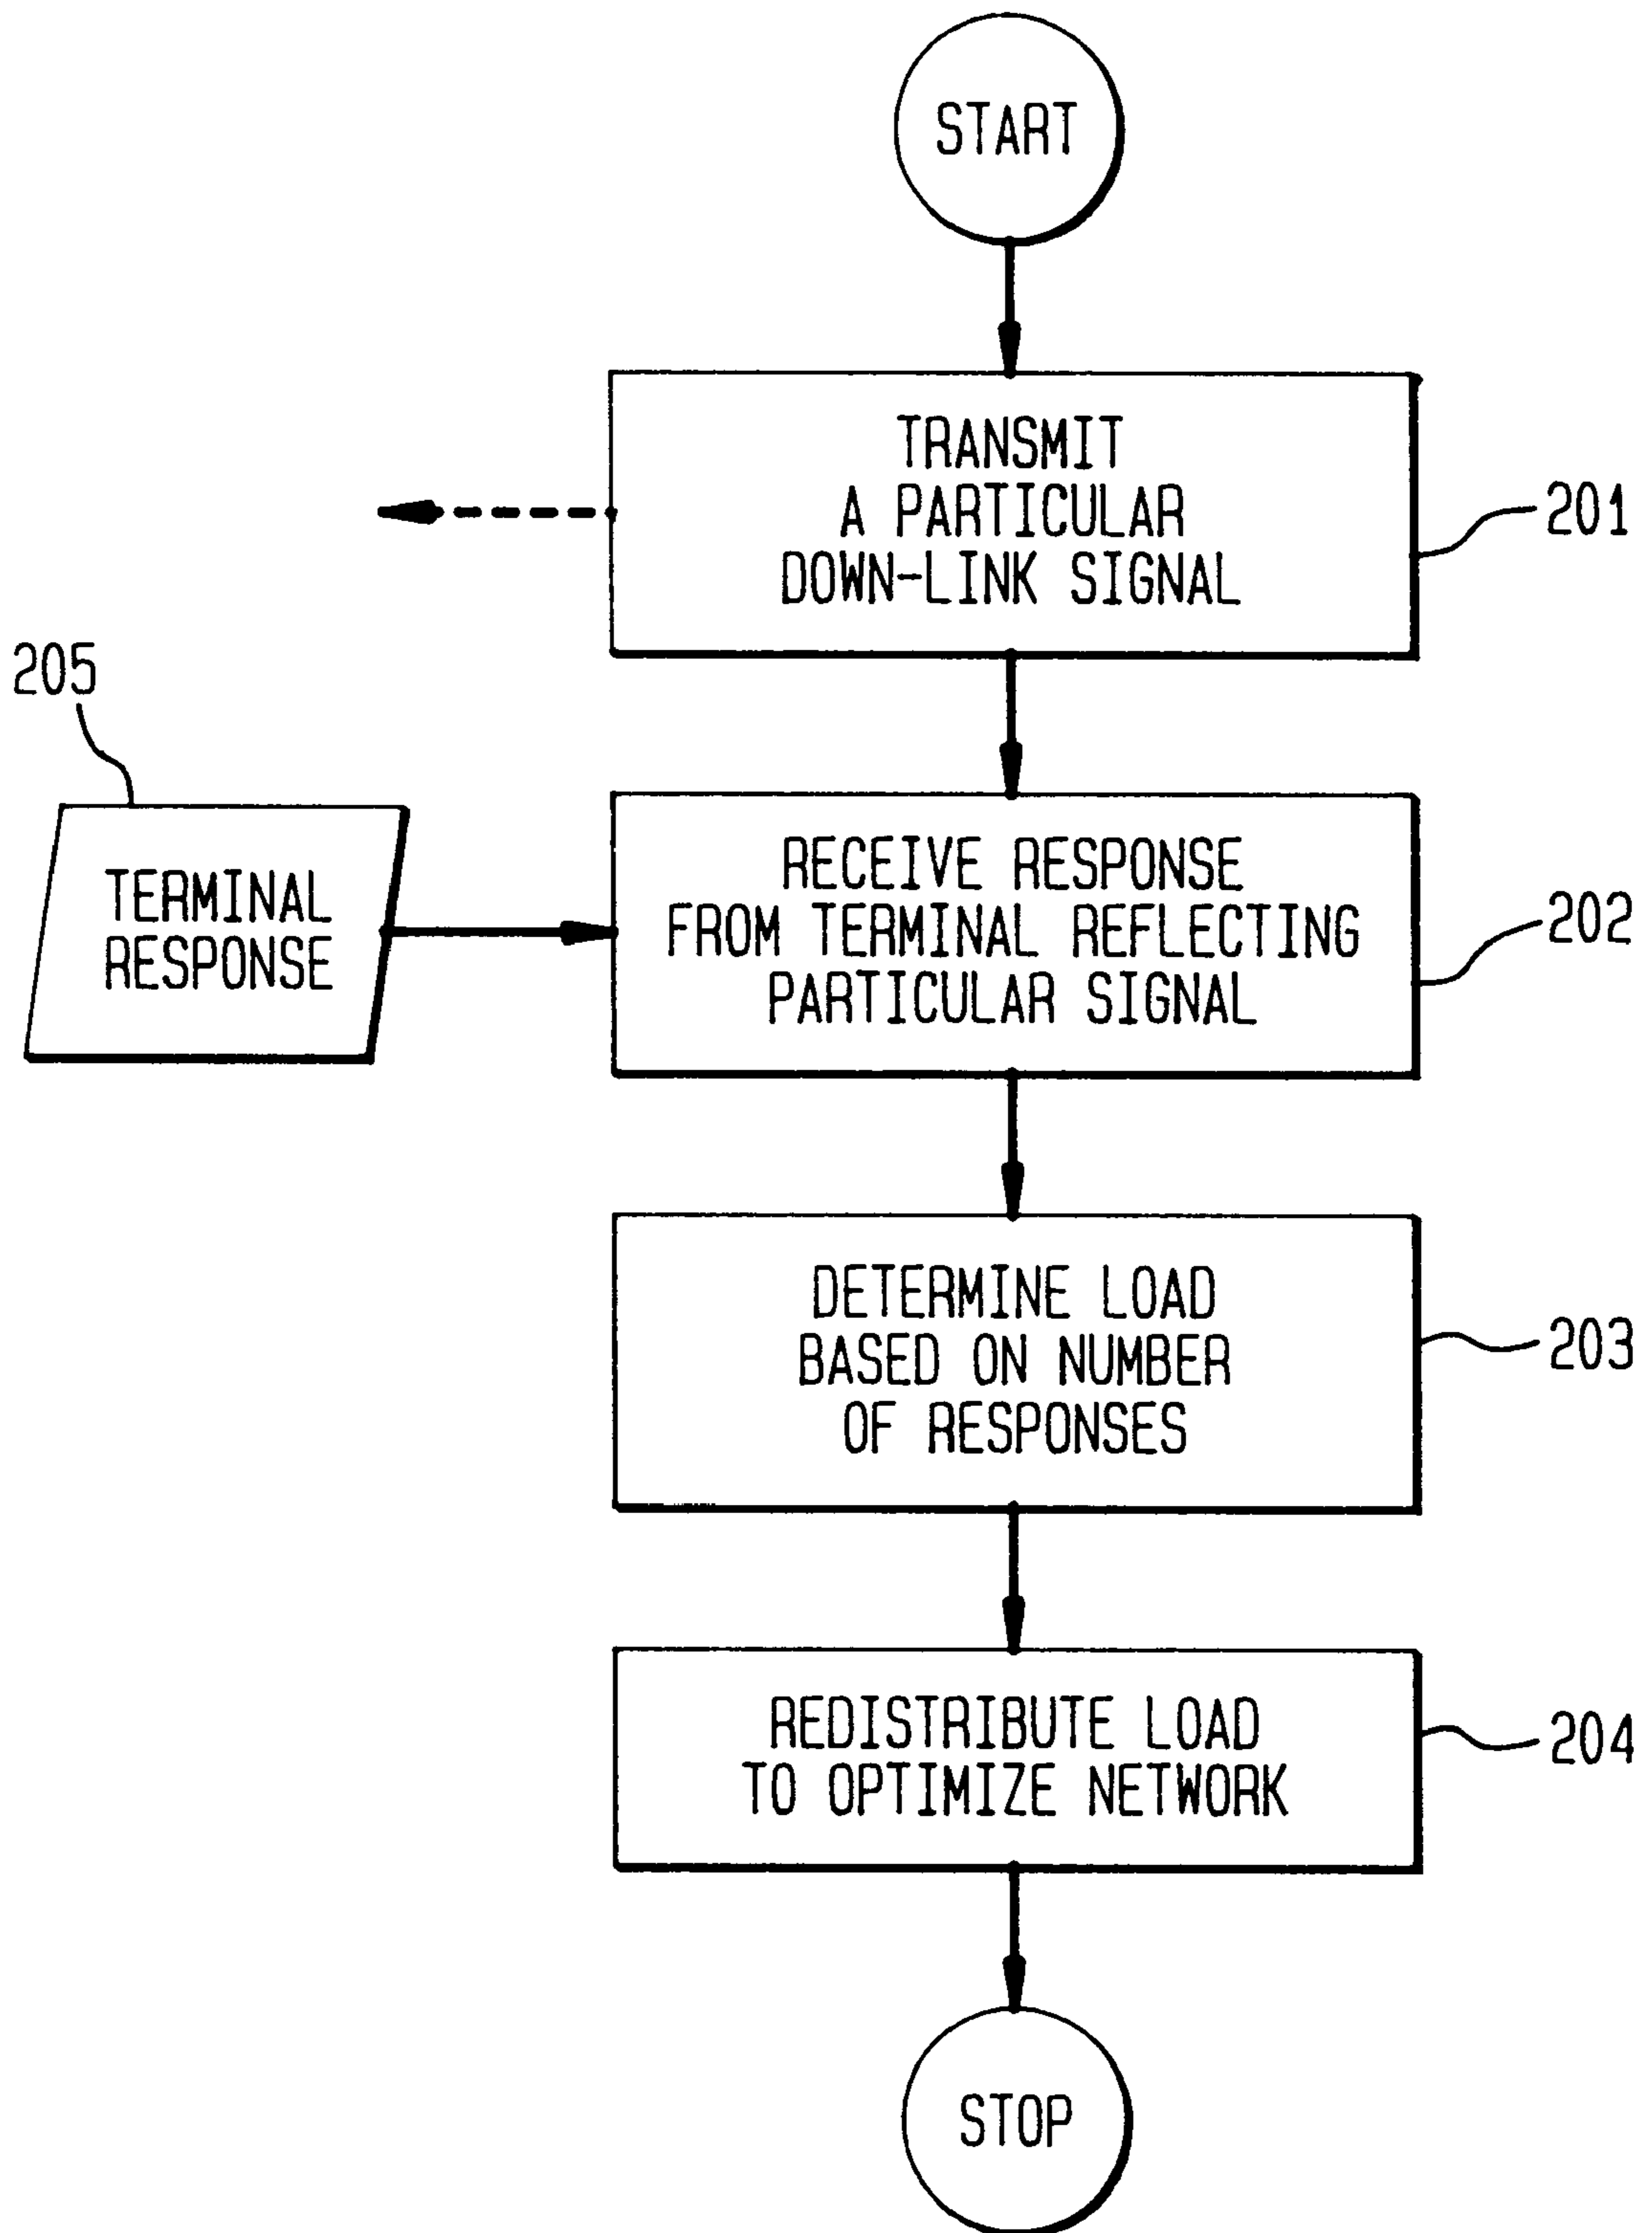 START
TRANSMIT
A PARTICULAR
DOWN-LINK SIGNAL
201
205
TERMINAL
RESPONSE
RECEIVE RESPONSE
FROM TERMINAL REFLECTING
PARTICULAR SIGNAL
202
DETERMINE LOAD
BASED ON NUMBER
OF RESPONSES
203
REDISTRIBUTE LOAD
TO OPTIMIZE NETWORK
204
STOP